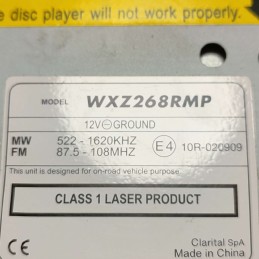 e disc player will not work properly.
MODEL WXZ268RMP
12V⊖GROUND
MW 522 - 1620KHZ
FM 87.5 - 108MHZ
E4 10R-020909
This unit is designed for on-road vehicle purpose.
CLASS 1 LASER PRODUCT
CE
Clarital SpA
Made in China